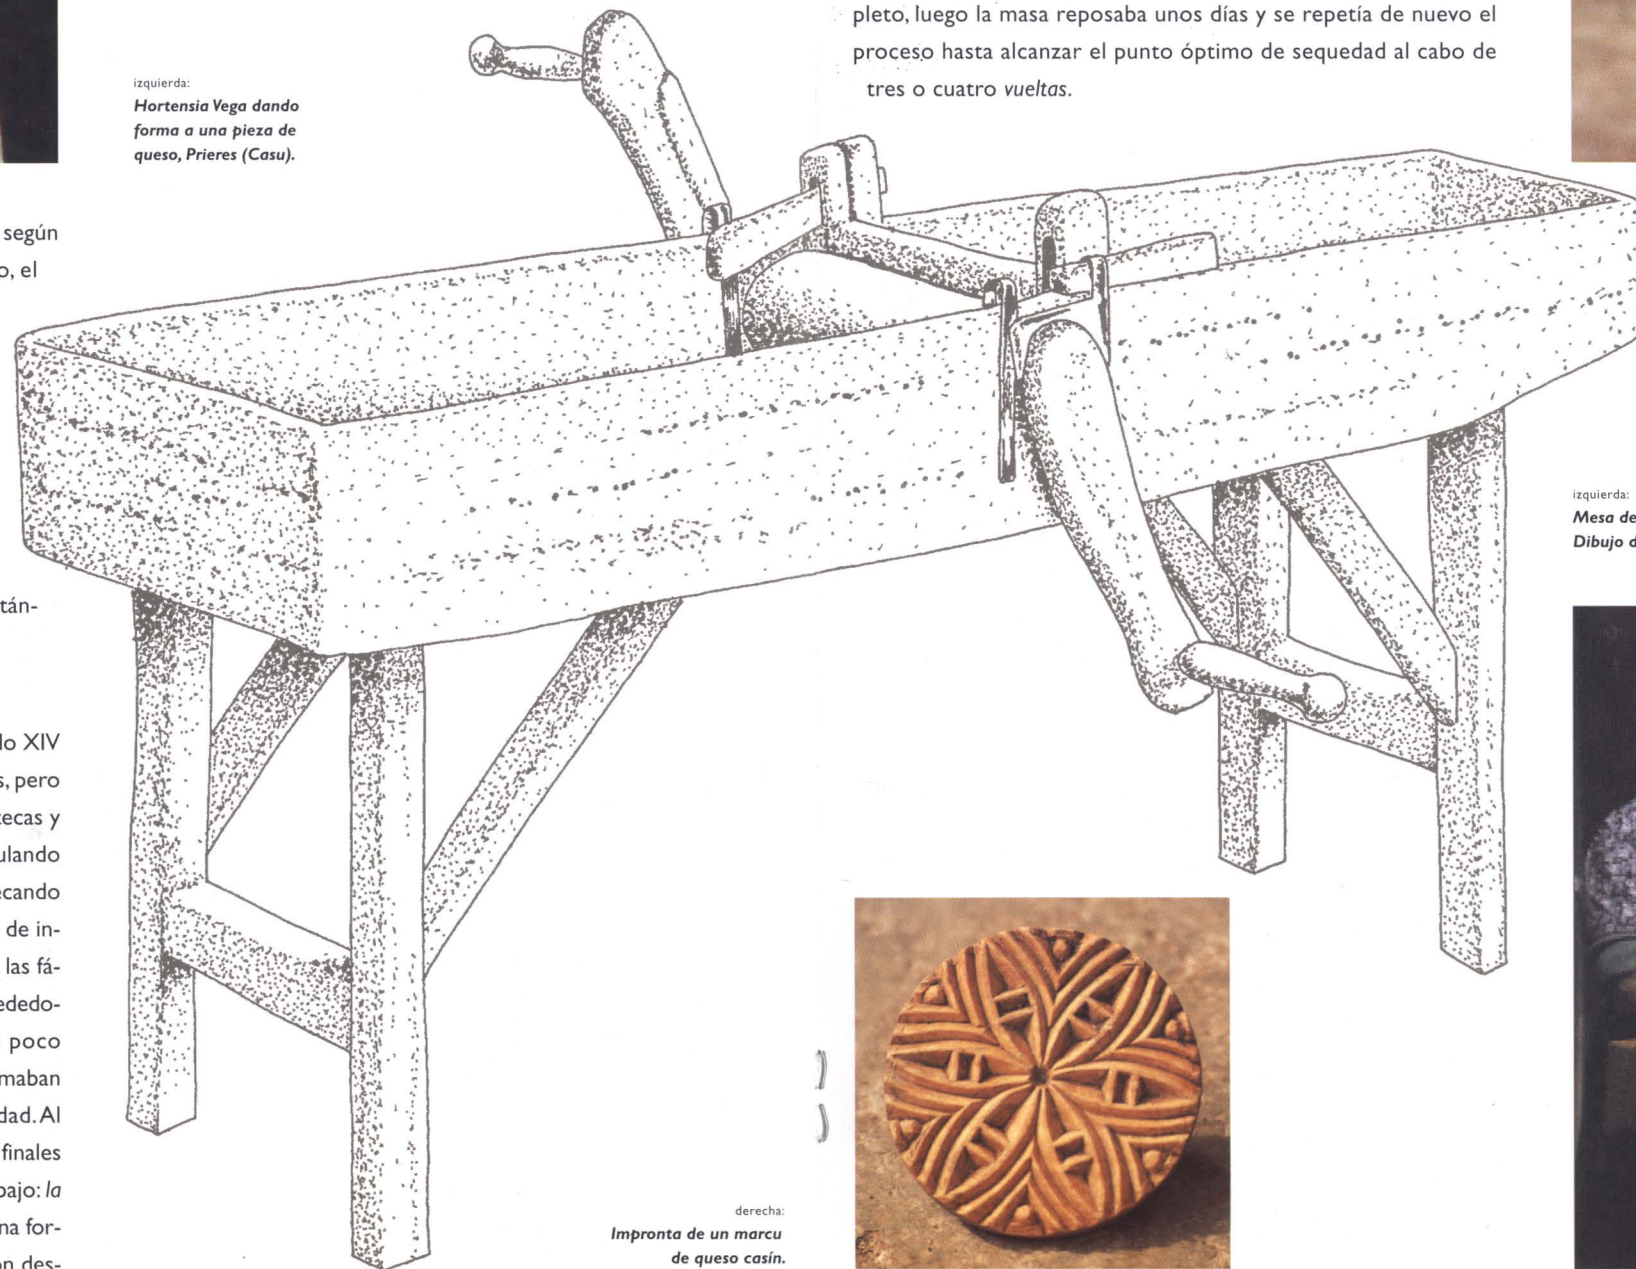 izquierda:
Hortensia Vega dando
forma a una pieza de
queso, Prieres (Casu).
según
o, el
tán-
lo XIV
s, pero
ecas y
ulando
ecando
de in-
las fá-
ededo-
poco
maban
dad. Al
finales
bajo: la
na for-
on des-
pleto, luego la masa reposaba unos días y se repetía de nuevo el
proceso hasta alcanzar el punto óptimo de sequedad al cabo de
tres o cuatro vueltas.
derecha:
Impronta de un marcu
de queso casín.
izquierda:
Mesa de
Dibujo d